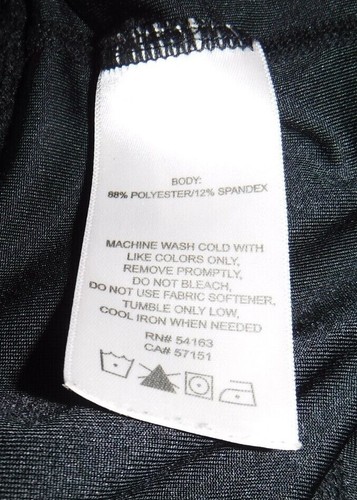 BODY:
88% POLYESTER/12% SPANDEX
MACHINE WASH COLD WITH
LIKE COLORS ONLY,
REMOVE PROMPTLY,
DO NOT BLEACH,
DO NOT USE FABRIC SOFTENER,
TUMBLE ONLY LOW,
COOL IRON WHEN NEEDED
RN# 54163
CA# 57151